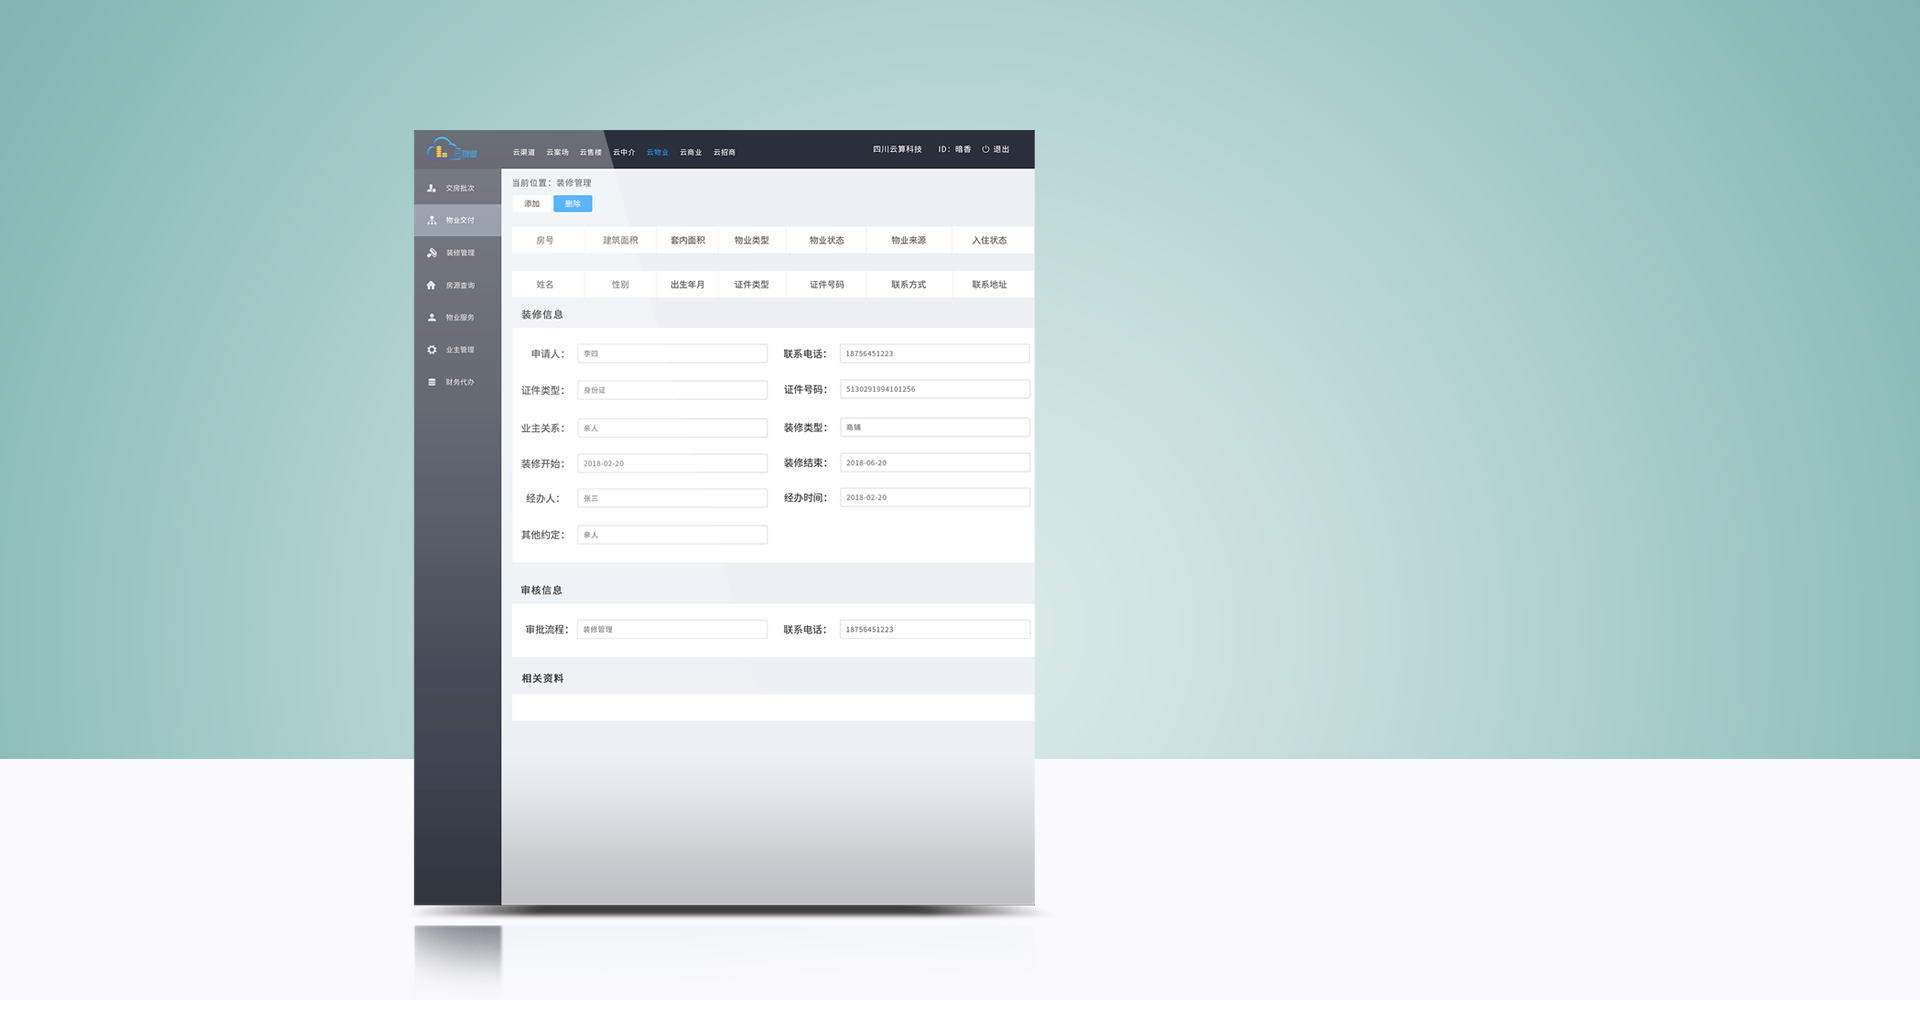 云渠道 云案场 云售楼 云中介 云物业 云商业 云招商 四川云算科技 ID：暗香 退出
交房批次
物业交付
装修管理
房源查询
物业服务
业主管理
财务代办
当前位置：装修管理
添加 删除
房号 建筑面积 套内面积 物业类型 物业状态 物业来源 入住状态
姓名 性别 出生年月 证件类型 证件号码 联系方式 联系地址
装修信息
申请人： 李四 联系电话： 18756451223
证件类型： 身份证 证件号码： 5130291994101256
业主关系： 亲人 装修类型： 商铺
装修开始： 2018-02-20 装修结束： 2018-06-20
经办人： 张三 经办时间： 2018-02-20
其他约定： 亲人
审核信息
审批流程： 装修管理 联系电话： 18756451223
相关资料